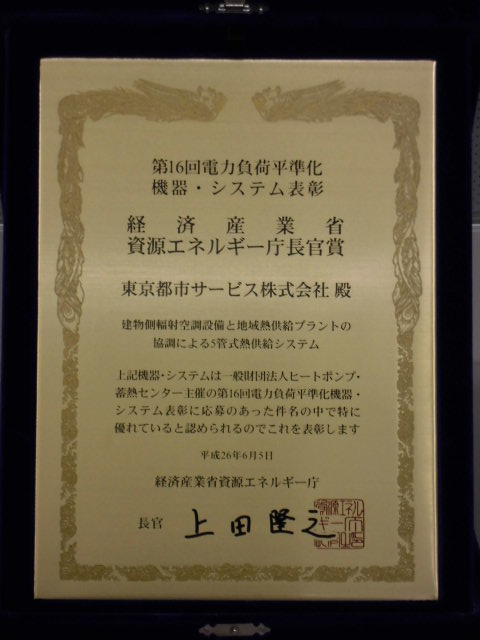 第16回電力負荷平準化
機器・システム表彰
経済産業省
資源エネルギー庁長官賞
東京都市サービス株式会社 殿
建物側輻射空調設備と地域熱供給プラントの
協調による5管式熱供給システム
上記機器・システムは一般財団法人ヒートポンプ・
蓄熱センター主催の第16回電力負荷平準化機器・
システム表彰に応募のあった件名の中で特に
優れていると認められるのでこれを表彰します
平成26年6月5日
経済産業省資源エネルギー庁
長官 上田隆之